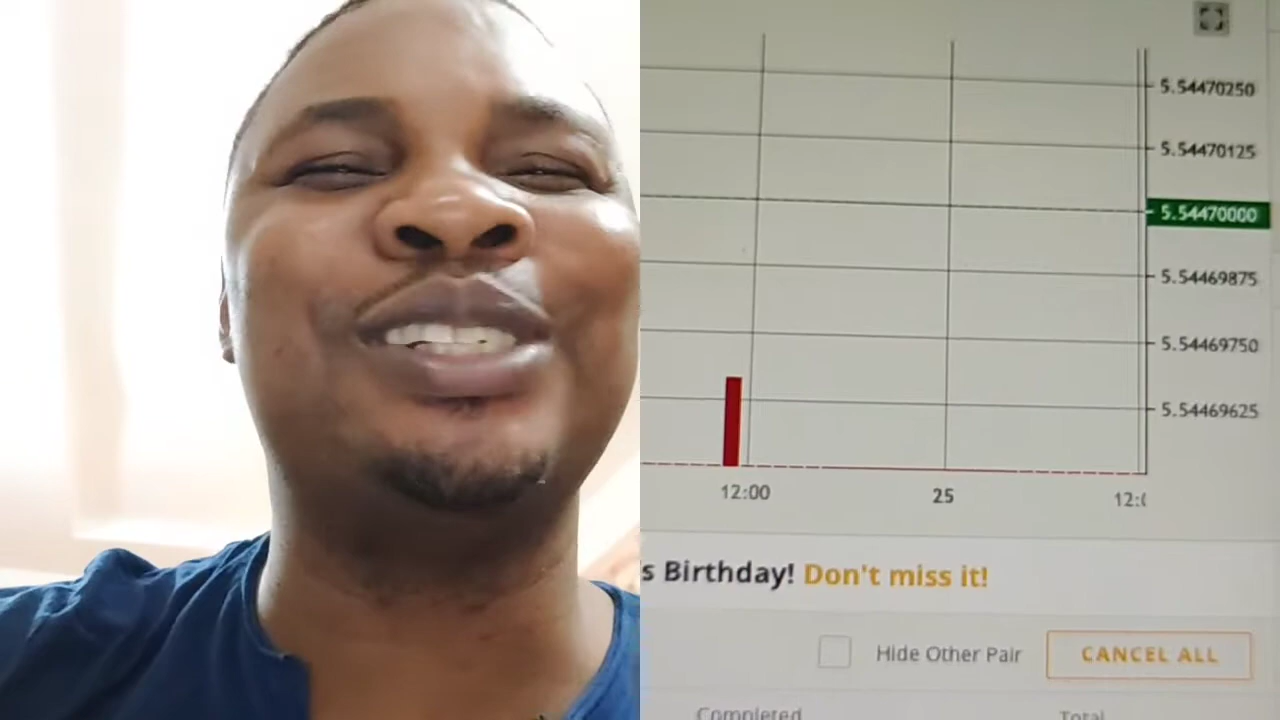 5.54470250
5.54470125
5.54470000
5.54469875
5.54469750
5.54469625
12:00 25 12:
s Birthday! Don't miss it!
Hide Other Pair CANCEL ALL
Completed Total